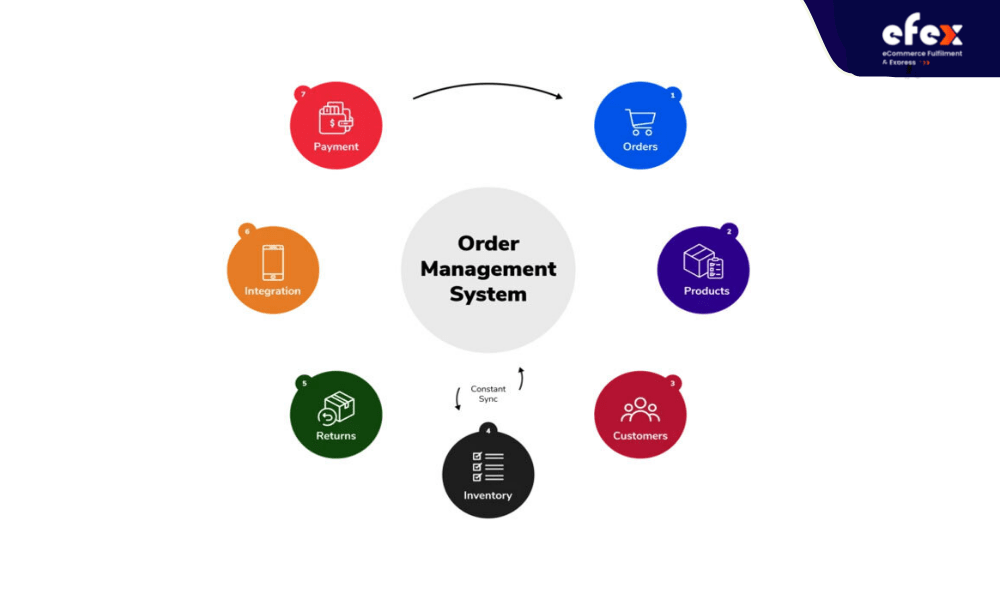 efex
eCommerce Fulfilment
& Express
7
Payment
1
Orders
Order
Management
System
6
Integration
2
Products
5
Returns
Constant
Sync
3
Customers
4
Inventory